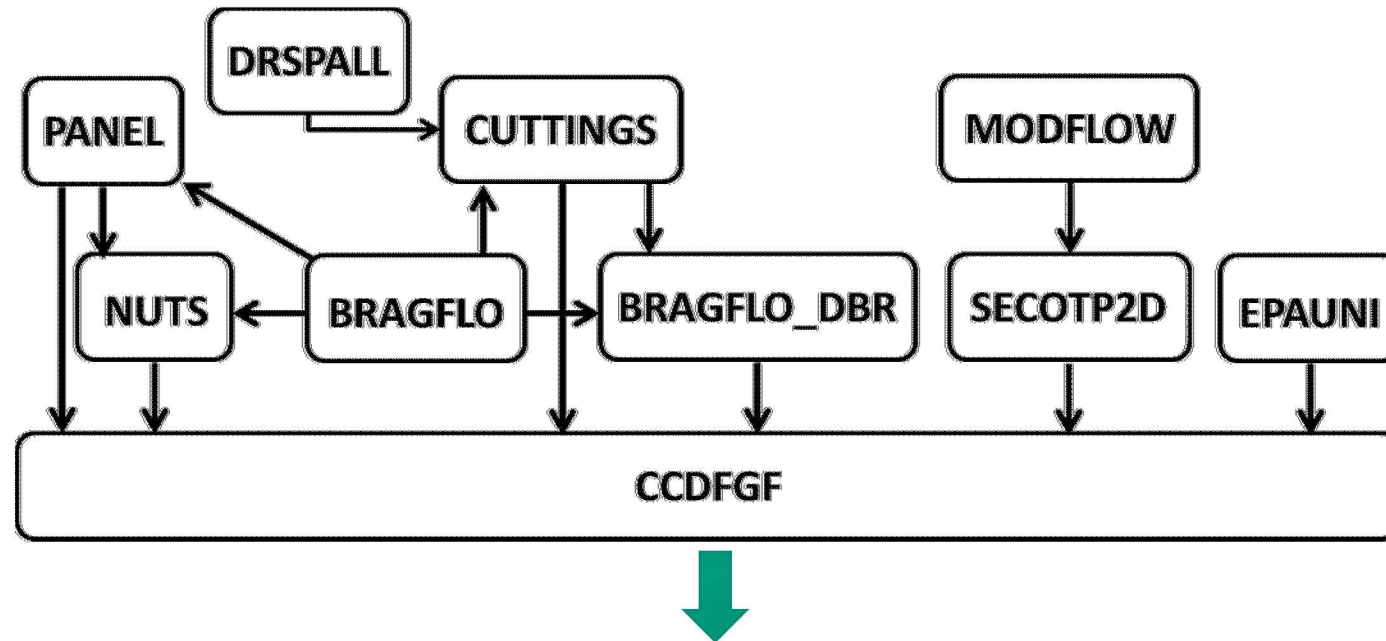 DRSPALL
PANEL
CUTTINGS
MODFLOW
NUTS
BRAGFLO
BRAGFLO_DBR
SECOTP2D
EPAUNI
CCDFGF